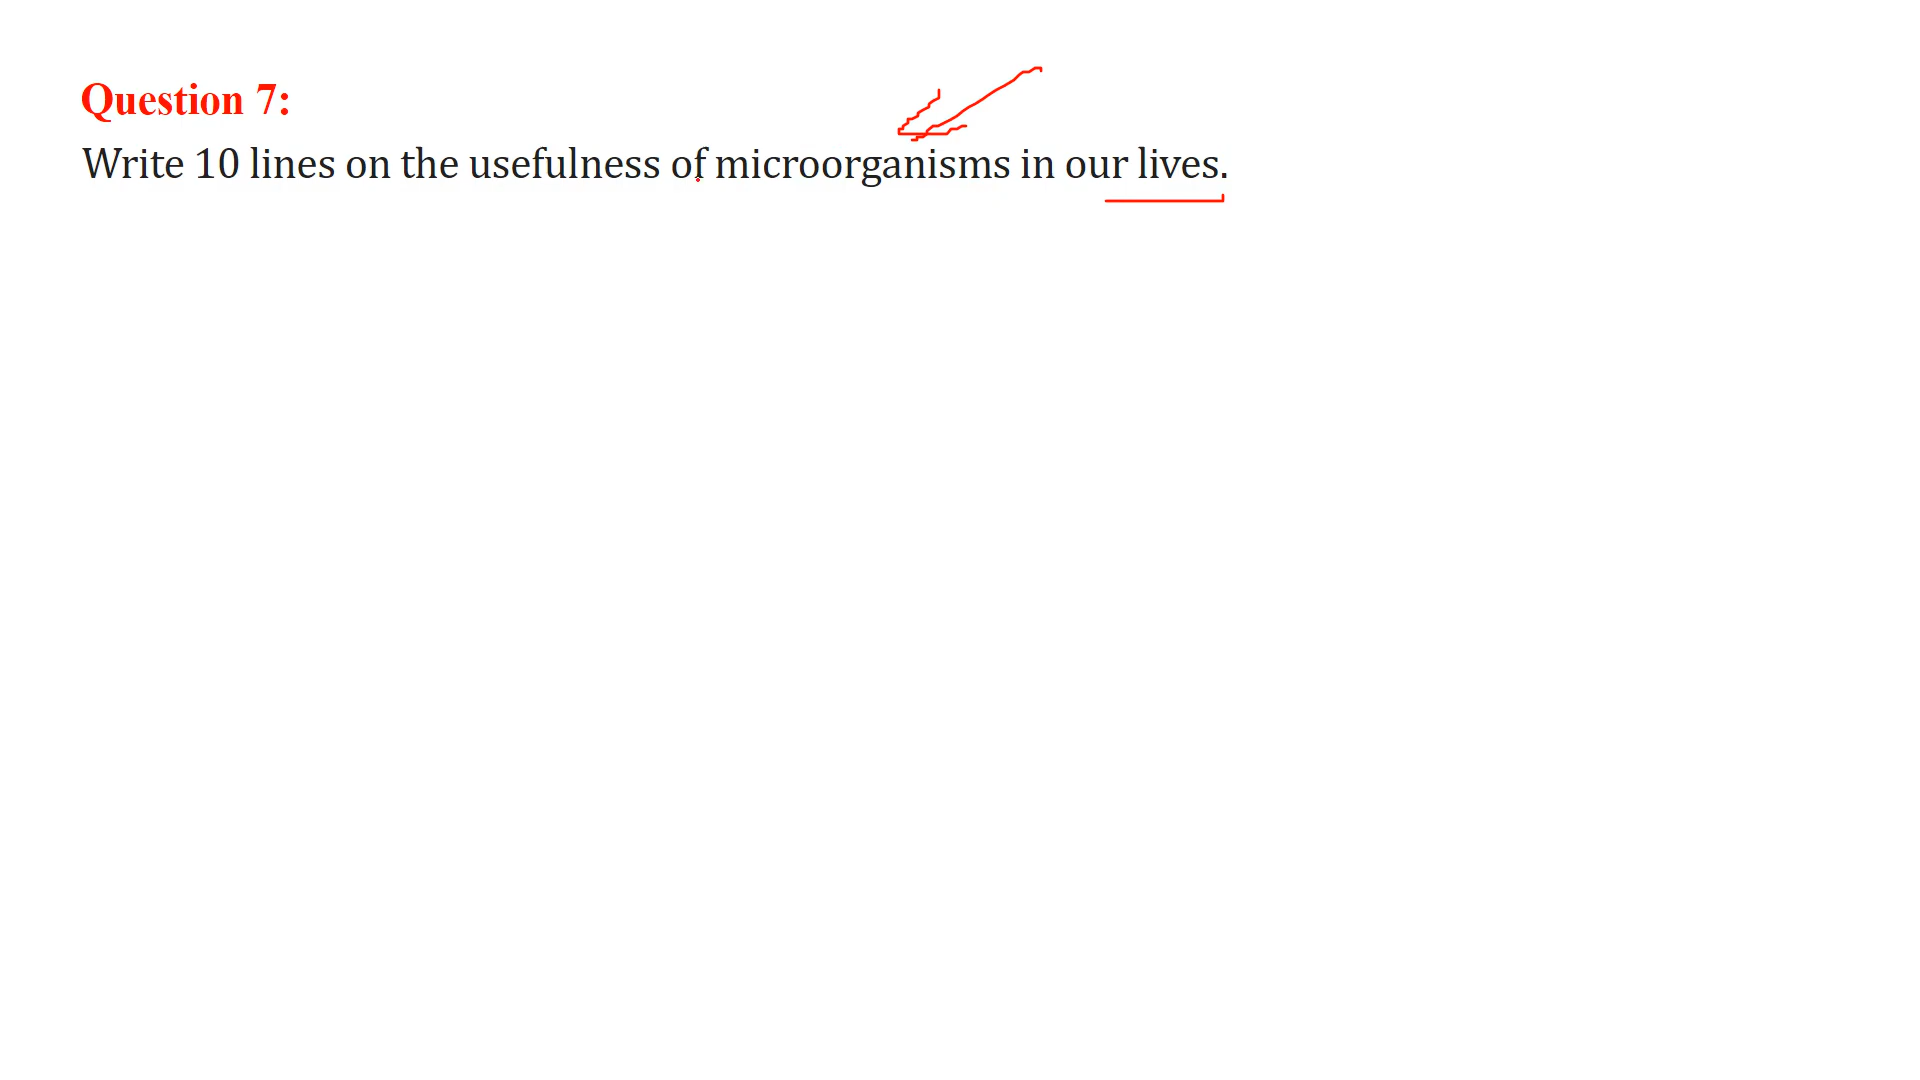 Question 7:
Write 10 lines on the usefulness of microorganisms in our lives.